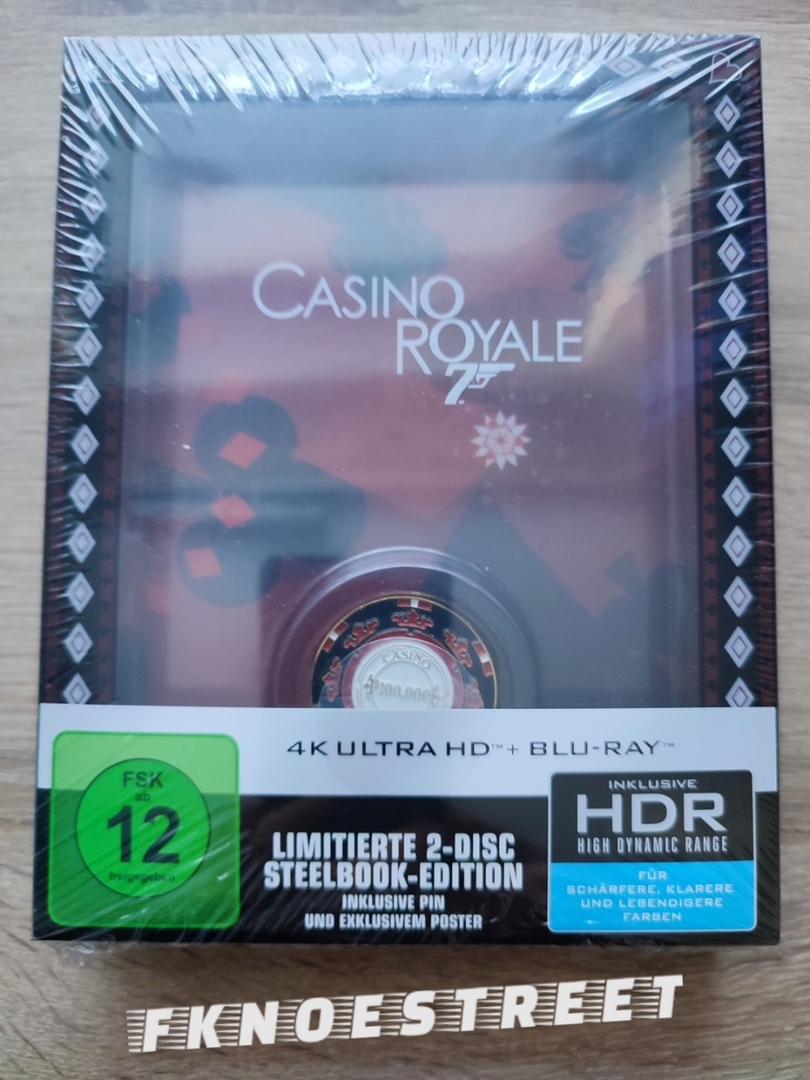 CASINO
ROYALE
007
CASINO
100,000
4K ULTRA HD™ + BLU-RAY™
FSK
ab
12
freigegeben
LIMITIERTE 2-DISC
STEELBOOK-EDITION
INKLUSIVE PIN
UND EXKLUSIVEM POSTER
INKLUSIVE
HDR
HIGH DYNAMIC RANGE
FÜR
SCHÄRFERE, KLARERE
UND LEBENDIGERE
FARBEN
FKNOESTREET